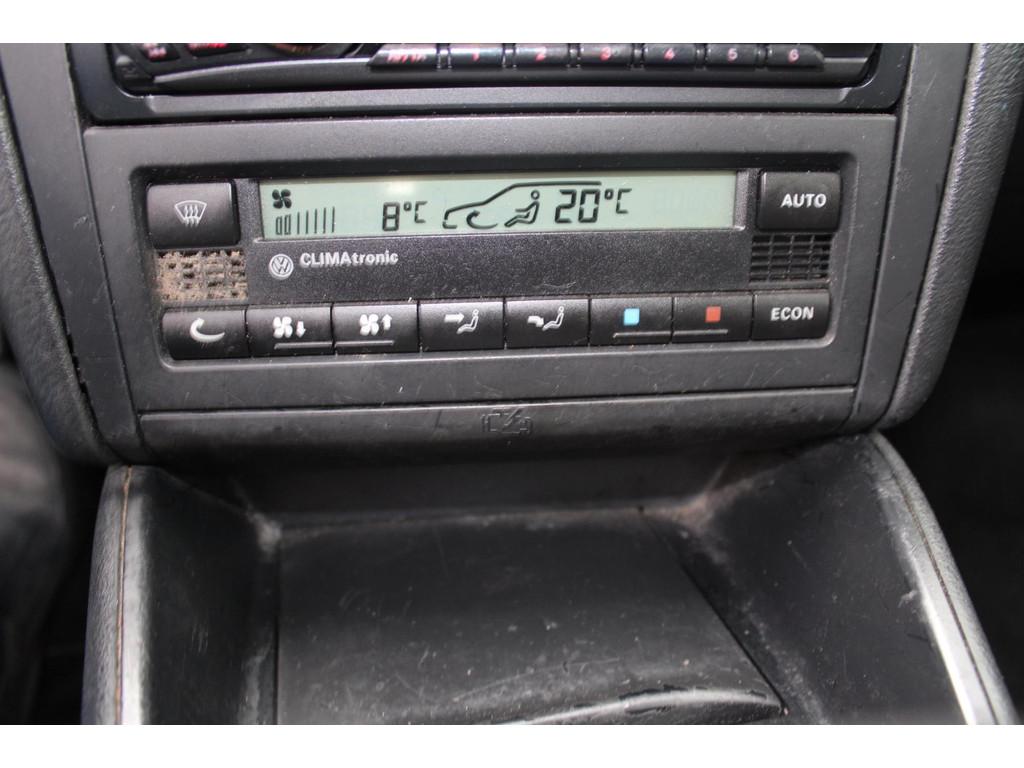 1 2 3 4 5 6
8°C 20°C AUTO
CLIMAtronic
ECON